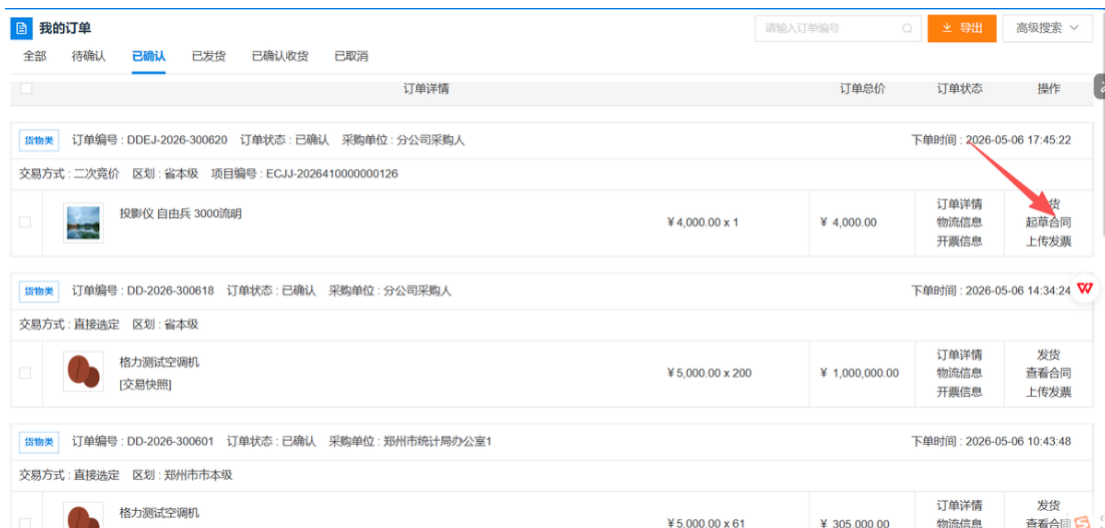 我的订单
请输入订单编号
导出
高级搜索
全部 待确认 已确认 已发货 已确认收货 已取消
订单详情 订单总价 订单状态 操作
货物类 订单编号 : DDEJ-2026-300620 订单状态 : 已确认 采购单位 : 分公司采购人 下单时间 : 2026-05-06 17:45:22
交易方式 : 二次竞价 区划 : 省本级 项目编号 : ECJJ-2026410000000126
投影仪 自由兵 3000流明
¥4,000.00 x 1
¥ 4,000.00
订单详情
物流信息
开票信息
货
起草合同
上传发票
货物类 订单编号 : DD-2026-300618 订单状态 : 已确认 采购单位 : 分公司采购人 下单时间 : 2026-05-06 14:34:24
交易方式 : 直接选定 区划 : 省本级
格力测试空调机
[交易快照]
¥5,000.00 x 200
¥ 1,000,000.00
订单详情
物流信息
开票信息
发货
查看合同
上传发票
货物类 订单编号 : DD-2026-300601 订单状态 : 已确认 采购单位 : 郑州市统计局办公室1 下单时间 : 2026-05-06 10:43:48
交易方式 : 直接选定 区划 : 郑州市市本级
格力测试空调机
¥5,000.00 x 61
¥ 305,000.00
订单详情
物流信息
发货
查看合同